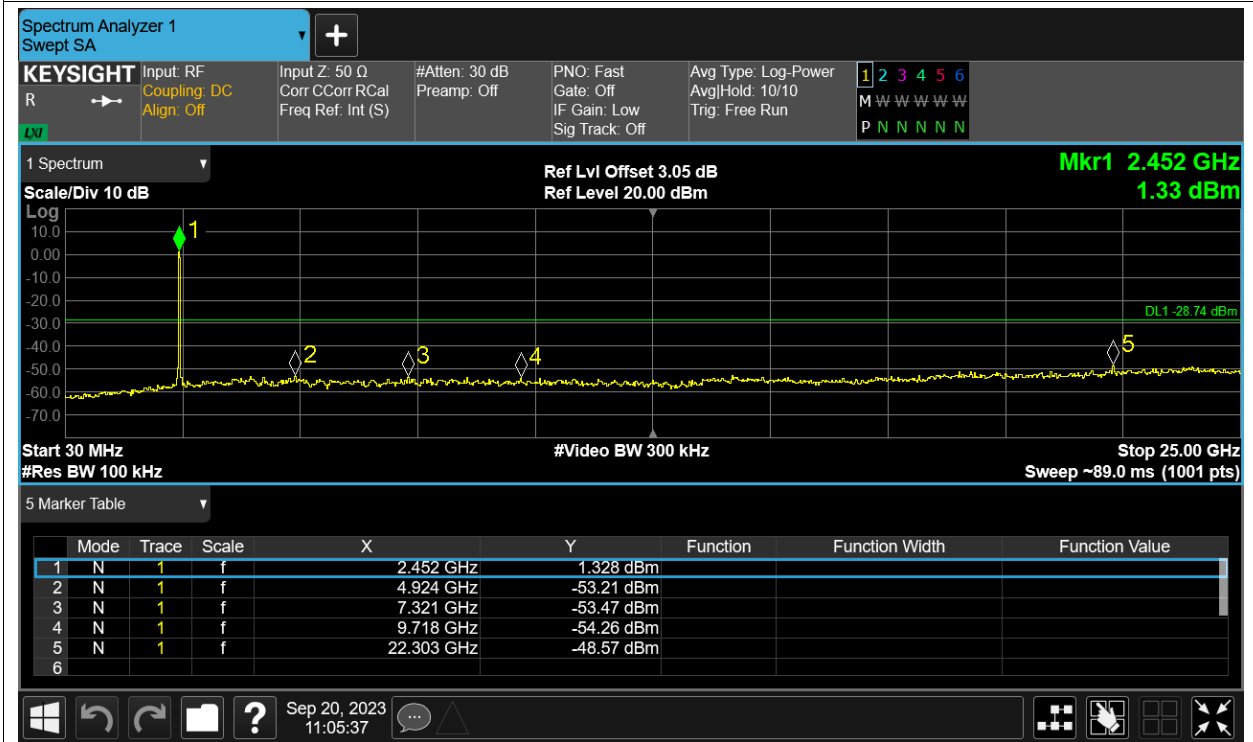 Spectrum Analyzer 1
Swept SA
KEYSIGHT
R
LXI
Input: RF
Coupling: DC
Align: Off
Input Z: 50 Ω
Corr CCorr RCal
Freq Ref: Int (S)
#Atten: 30 dB
Preamp: Off
PNO: Fast
Gate: Off
IF Gain: Low
Sig Track: Off
Avg Type: Log-Power
Avg|Hold: 10/10
Trig: Free Run
1 2 3 4 5 6
M W W W W W
P N N N N N
1 Spectrum
Scale/Div 10 dB
Ref Lvl Offset 3.05 dB
Ref Level 20.00 dBm
Mkr1 2.452 GHz
1.33 dBm
Log
10.0
0.00
-10.0
-20.0
-30.0
-40.0
-50.0
-60.0
-70.0
1
2
3
4
5
DL1 -28.74 dBm
Start 30 MHz
#Video BW 300 kHz
Stop 25.00 GHz
#Res BW 100 kHz
Sweep ~89.0 ms (1001 pts)
5 Marker Table
Mode Trace Scale X Y Function Function Width Function Value
1 N 1 f 2.452 GHz 1.328 dBm
2 N 1 f 4.924 GHz -53.21 dBm
3 N 1 f 7.321 GHz -53.47 dBm
4 N 1 f 9.718 GHz -54.26 dBm
5 N 1 f 22.303 GHz -48.57 dBm
6
?
Sep 20, 2023
11:05:37